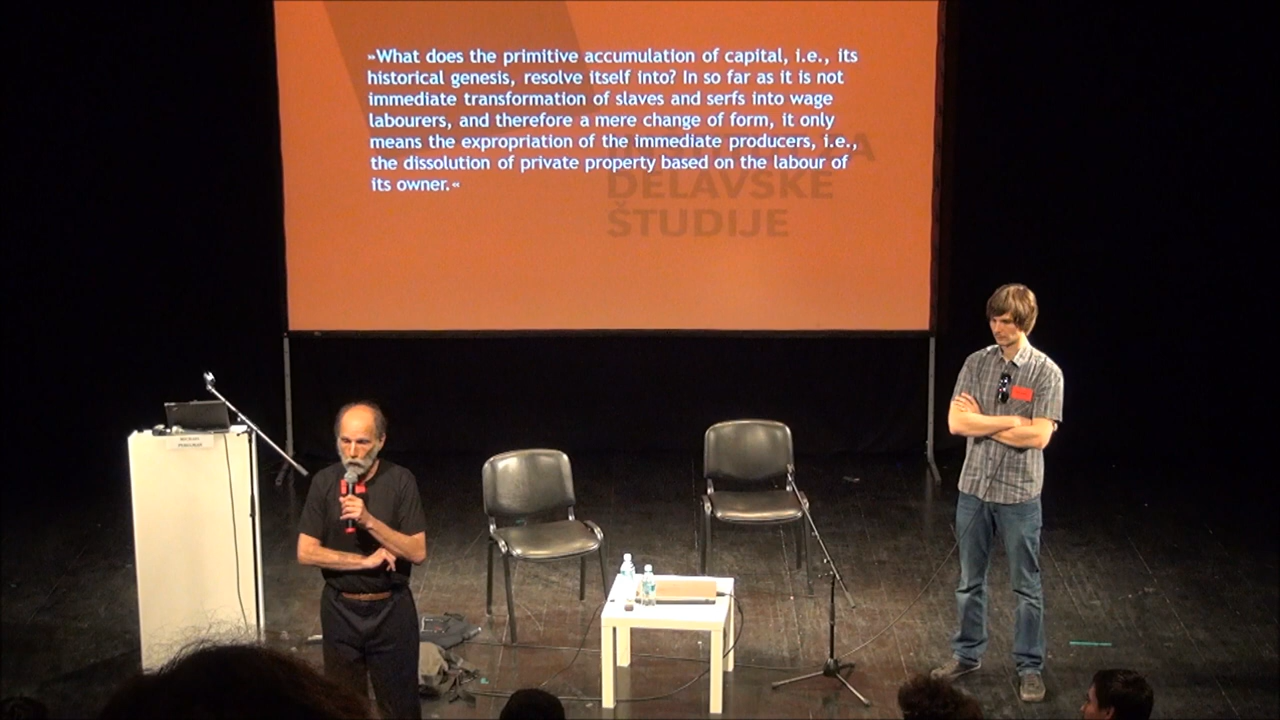 »What does the primitive accumulation of capital, i.e., its
historical genesis, resolve itself into? In so far as it is not
immediate transformation of slaves and serfs into wage
labourers, and therefore a mere change of form, it only
means the expropriation of the immediate producers, i.e.,
the dissolution of private property based on the labour of
its owner.«
DELAVSKE
ŠTUDIJE
MICHAEL
PERELMAN